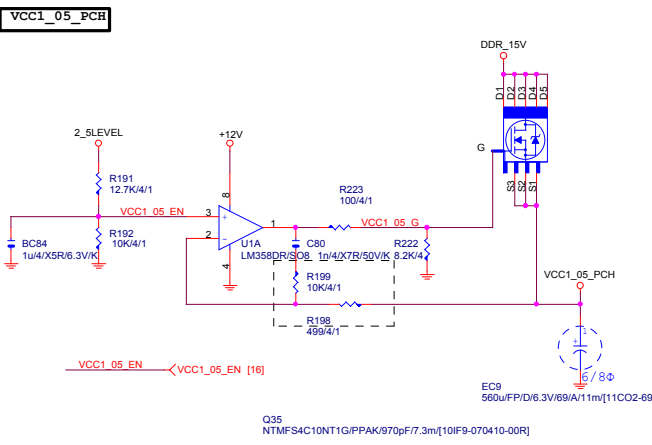 VCC1_05_PCH
DDR_15V
D1
D2
D3
D4
D5
G
S3
S2
S1
2_5LEVEL
+12V
R191
12.7K/4/1
VCC1_05_EN
R192
10K/4/1
BC84
1u/4/X5R/6.3V/K
8
3
+
2
-
1
4
U1A
LM358DR/SO8
R223
100/4/1
VCC1_05_G
C80
1n/4/X7R/50V/K
R222
8.2K/4
R199
10K/4/1
R198
499/4/1
VCC1_05_PCH
1
+
6/8Φ
EC9
560u/FP/D/6.3V/69/A/11m/[11CO2-69
VCC1_05_EN
VCC1_05_EN [16]
Q35
NTMFS4C10NT1G/PPAK/970pF/7.3m/[10IF9-070410-00R]